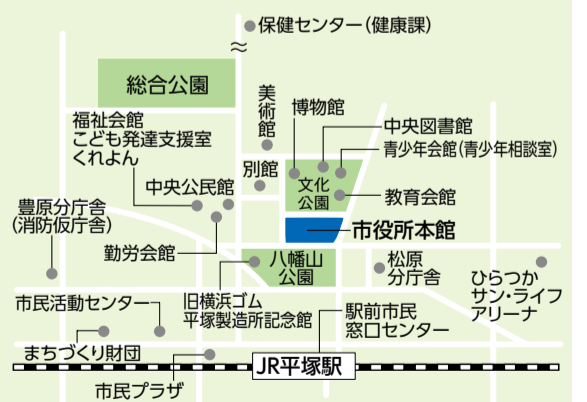 保健センター(健康課)
総合公園
福祉会館
こども発達支援室
くれよん
美術館
博物館
中央図書館
青少年会館(青少年相談室)
中央公民館
別館
文化
公園
教育会館
豊原分庁舎
(消防仮庁舎)
勤労会館
市役所本館
八幡山
公園
松原
分庁舎
ひらつか
サン・ライフ
アリーナ
市民活動センター
旧横浜ゴム
平塚製造所記念館
駅前市民
窓口センター
まちづくり財団
JR平塚駅
市民プラザ